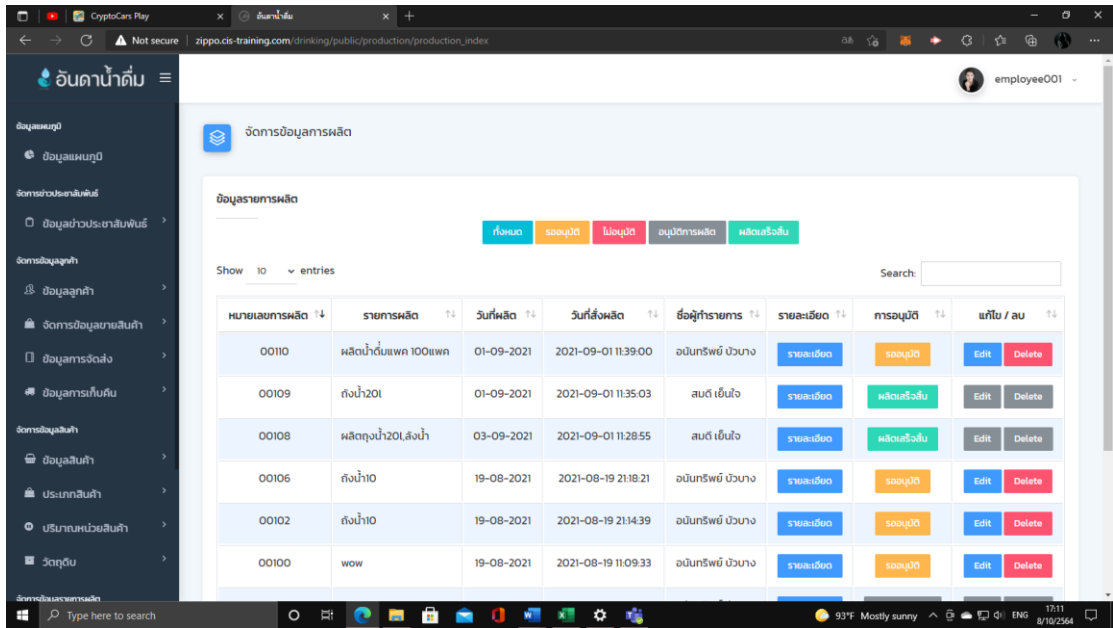 CryptoCars Play
อันดาน้ำดื่ม
Not secure | zippo.cis-training.com/drinking/public/production/production_index
อันดาน้ำดื่ม
employee001
ข้อมูลแผนภูมิ
ข้อมูลแผนภูมิ
จัดการข่าวประชาสัมพันธ์
ข้อมูลข่าวประชาสัมพันธ์
จัดการข้อมูลลูกค้า
ข้อมูลลูกค้า
จัดการข้อมูลขายสินค้า
ข้อมูลการจัดส่ง
ข้อมูลการเก็บคืน
จัดการข้อมูลสินค้า
ข้อมูลสินค้า
ประเภทสินค้า
ปริมาณหน่วยสินค้า
วัตถุดิบ
จัดการข้อมูลรายการผลิต
จัดการข้อมูลการผลิต
ข้อมูลรายการผลิต
ทั้งหมด รออนุมัติ ไม่อนุมัติ อนุมัติการผลิต ผลิตเสร็จสิ้น
Show 10 entries Search:
หมายเลขการผลิต รายการผลิต วันที่ผลิต วันที่สั่งผลิต ชื่อผู้ทำรายการ รายละเอียด การอนุมัติ แก้ไข / ลบ
00110 ผลิตน้ำดื่มแพค 100แพค 01-09-2021 2021-09-01 11:39:00 อนันทรัพย์ บัวบาง รายละเอียด รออนุมัติ Edit Delete
00109 ถังน้ำ20l 01-09-2021 2021-09-01 11:35:03 สมดี เย็นใจ รายละเอียด ผลิตเสร็จสิ้น Edit Delete
00108 ผลิตถุงน้ำ20l,ลังน้ำ 03-09-2021 2021-09-01 11:28:55 สมดี เย็นใจ รายละเอียด ผลิตเสร็จสิ้น Edit Delete
00106 ถังน้ำ10 19-08-2021 2021-08-19 21:18:21 อนันทรัพย์ บัวบาง รายละเอียด รออนุมัติ Edit Delete
00102 ถังน้ำ10 19-08-2021 2021-08-19 21:14:39 อนันทรัพย์ บัวบาง รายละเอียด รออนุมัติ Edit Delete
00100 wow 19-08-2021 2021-08-19 11:09:33 อนันทรัพย์ บัวบาง รายละเอียด รออนุมัติ Edit Delete
Type here to search
93°F Mostly sunny ENG 17:11
8/10/2564